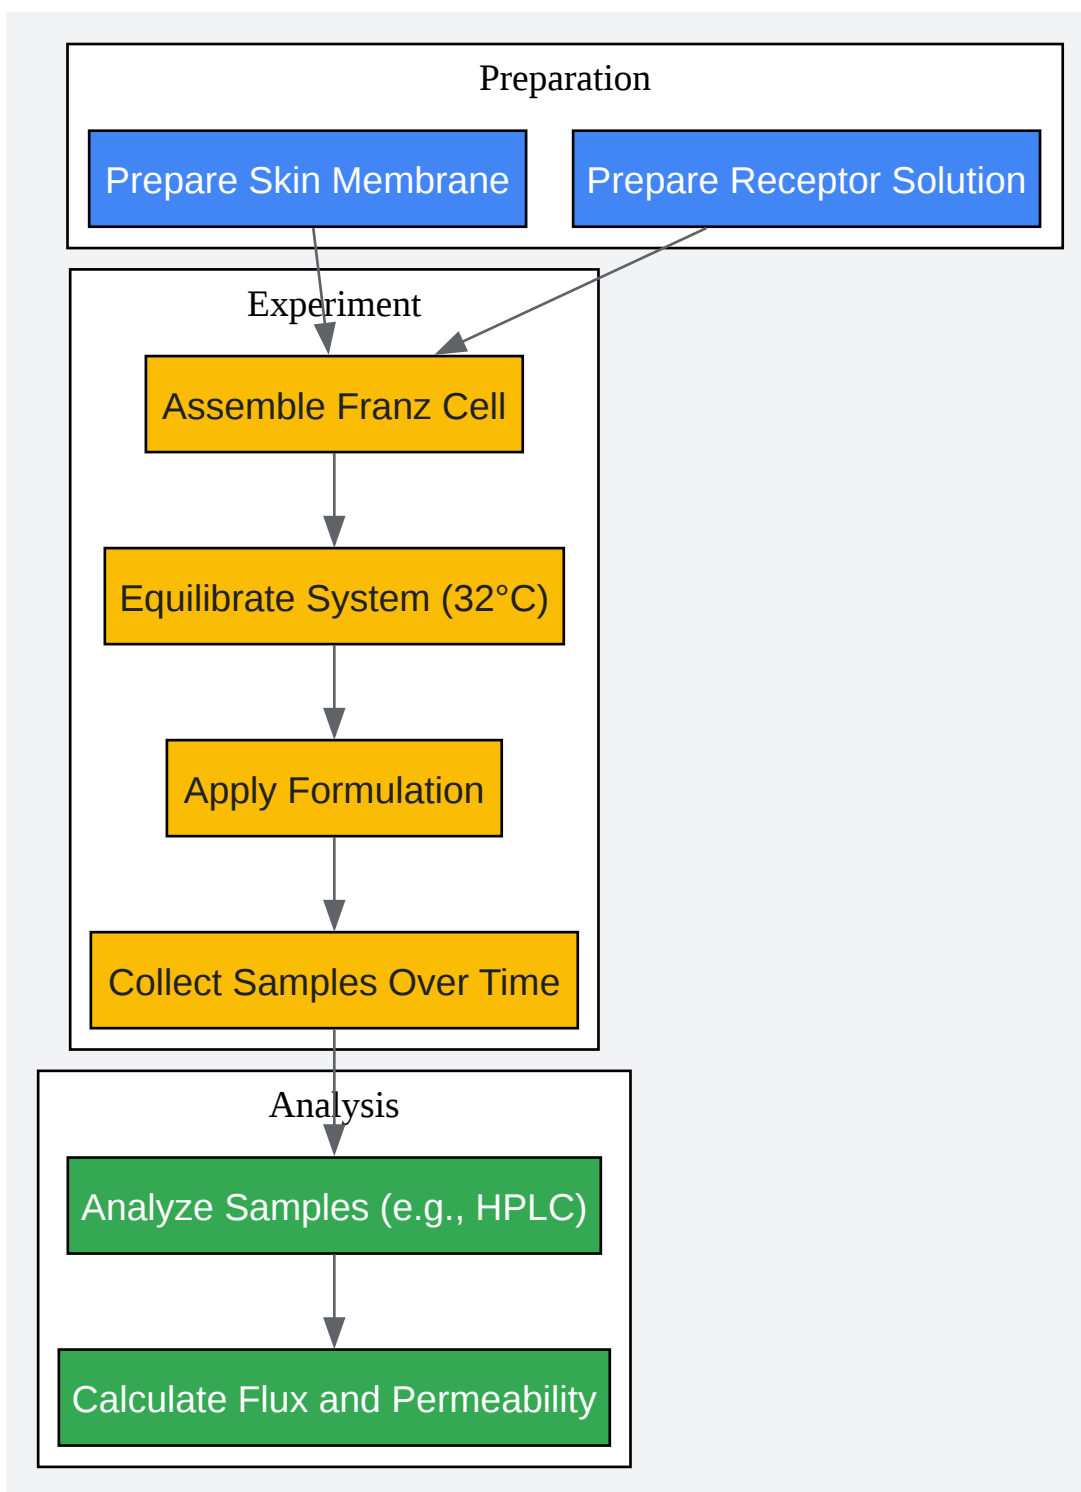 Preparation
Prepare Skin Membrane
Prepare Receptor Solution
Experiment
Assemble Franz Cell
Equilibrate System (32°C)
Apply Formulation
Collect Samples Over Time
Analysis
Analyze Samples (e.g., HPLC)
Calculate Flux and Permeability